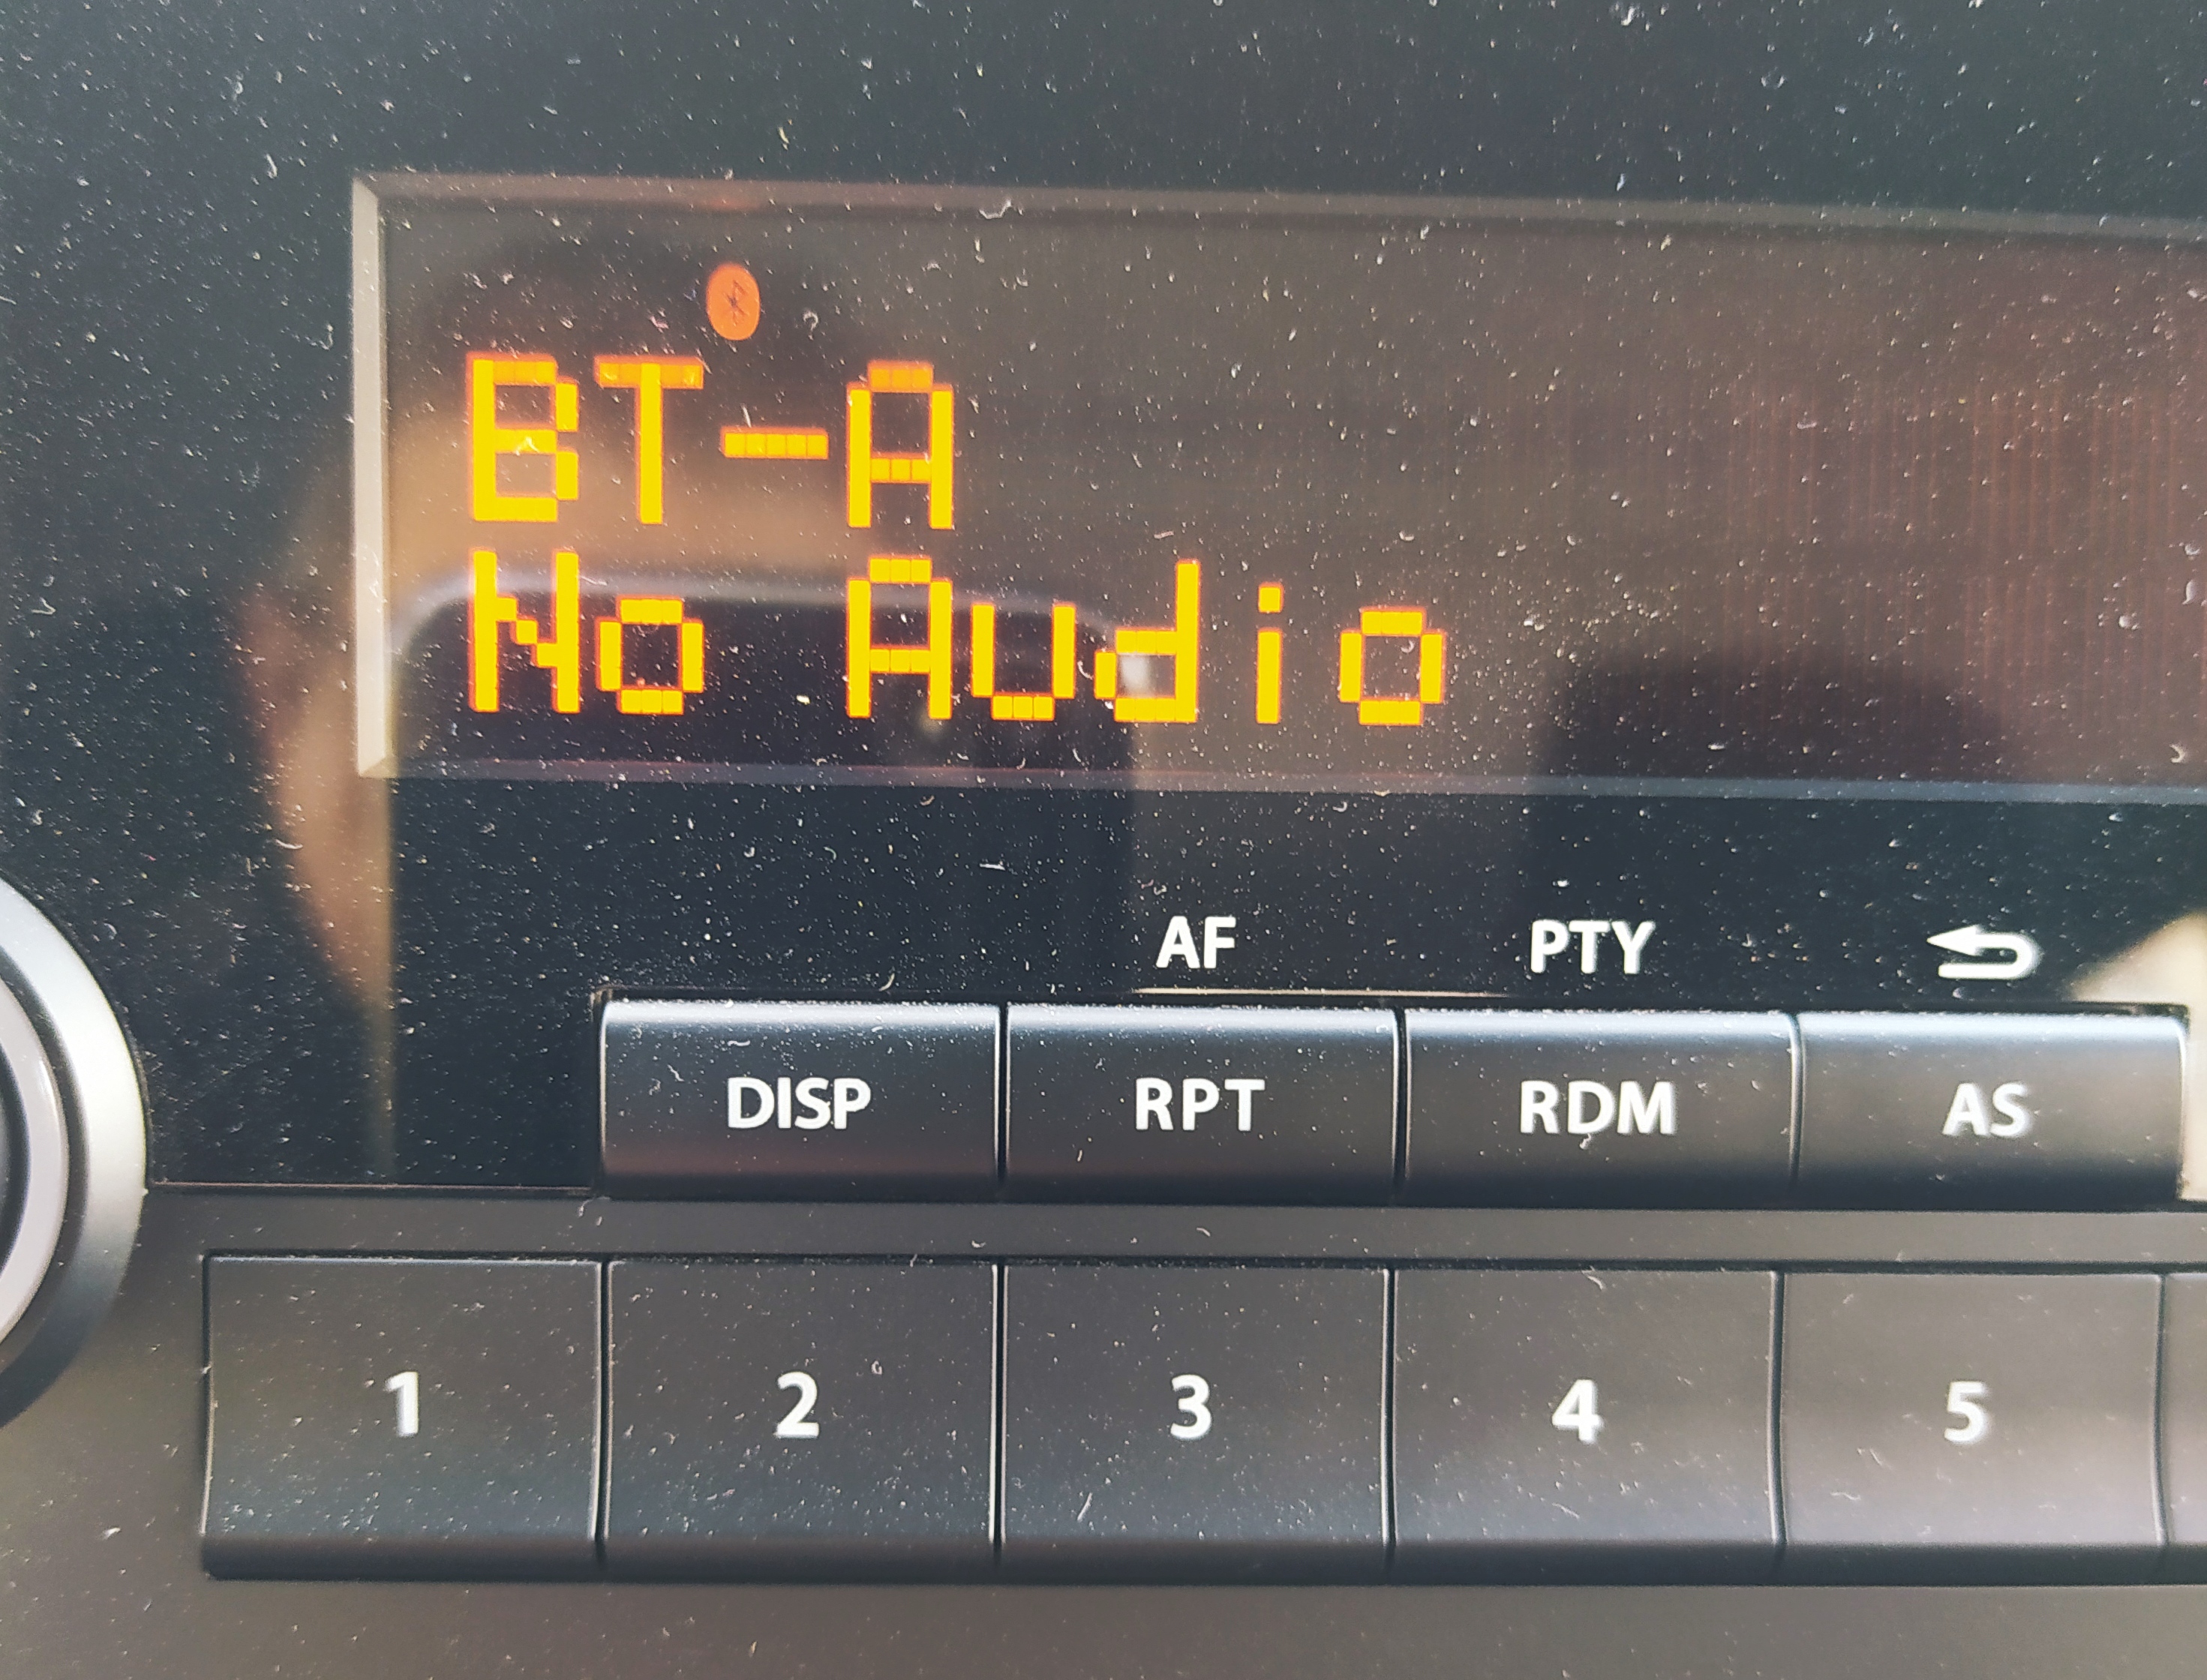 BT-A
No Audio
AF PTY
DISP RPT RDM AS
1 2 3 4 5